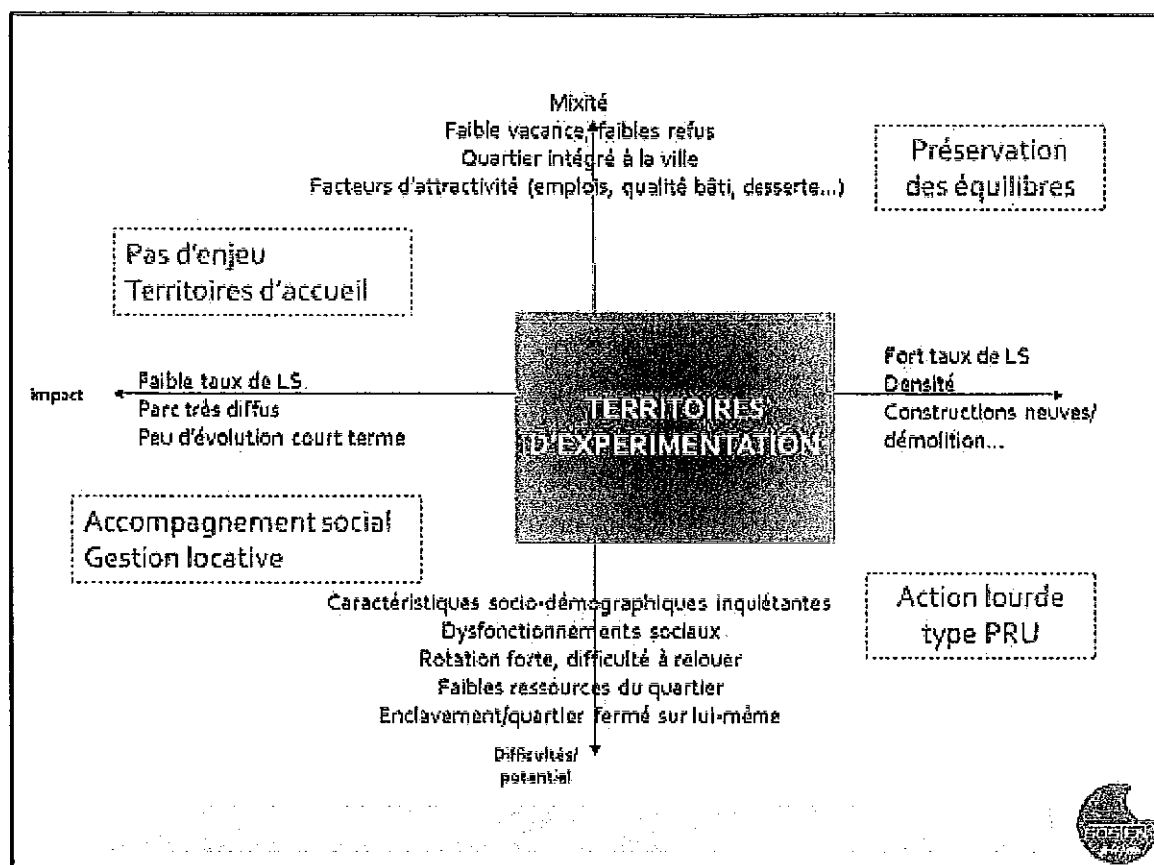 Mixité
Faible vacance, faibles refus
Quartier intégré à la ville
Facteurs d'attractivité (emplois, qualité bâti, desserte...)
Préservation
des équilibres
Pas d'enjeu
Territoires d'accueil
impact
Faible taux de LS
Parc très diffus
Peu d'évolution court terme
TERRITOIRES
D'EXPERIMENTATION
Fort taux de LS
Densité
Constructions neuves/
démolition...
Accompagnement social
Gestion locative
Caractéristiques socio-démographiques inquiétantes
Dysfonctionnements sociaux
Rotation forte, difficulté à relouer
Faibles ressources du quartier
Enclavement/quartier fermé sur lui-même
Action lourde
type PRU
Difficultés/
potentiel